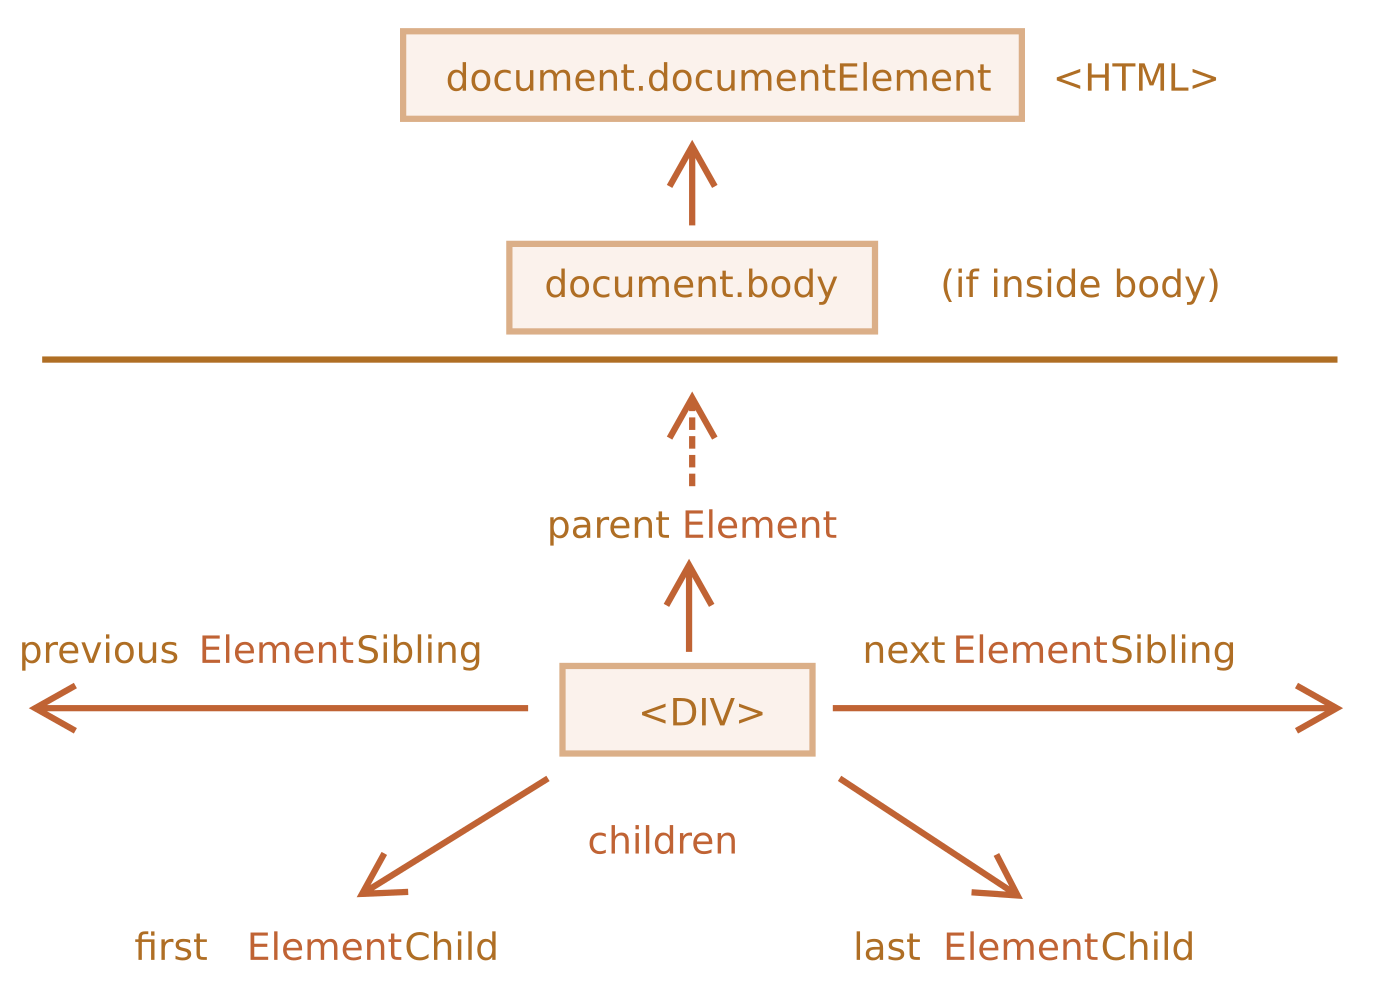 document.documentElement <HTML>
document.body (if inside body)
parent Element
previous ElementSibling next ElementSibling
<DIV>
children
first ElementChild last ElementChild